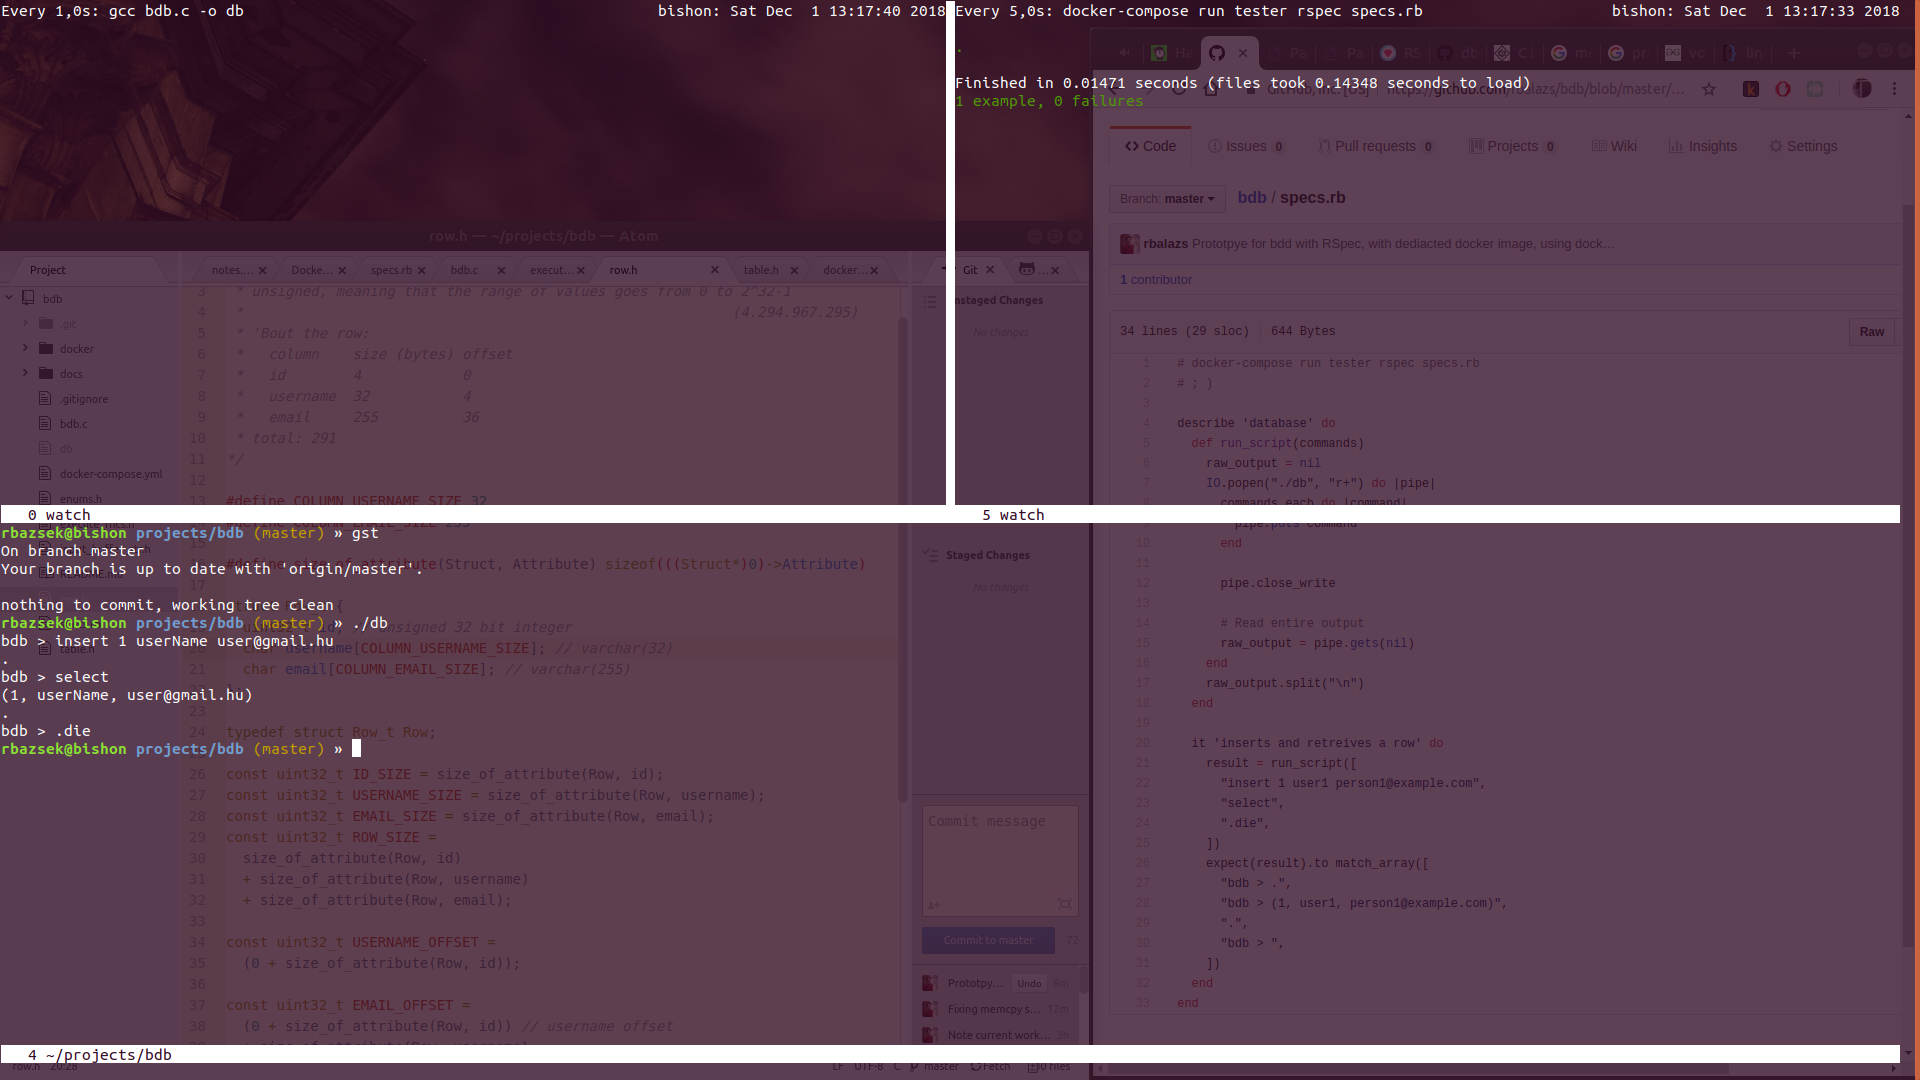 Every 1,0s: gcc bdb.c -o db bishon: Sat Dec  1 13:17:40 2018
Every 5,0s: docker-compose run tester rspec specs.rb bishon: Sat Dec  1 13:17:33 2018
.
Finished in 0.01471 seconds (files took 0.14348 seconds to load)
1 example, 0 failures
0 watch
5 watch
rbazsek@bishon projects/bdb (master) » gst
On branch master
Your branch is up to date with 'origin/master'.
nothing to commit, working tree clean
rbazsek@bishon projects/bdb (master) » ./db
bdb > insert 1 userName user@gmail.hu
.
bdb > select
(1, userName, user@gmail.hu)
.
bdb > .die
rbazsek@bishon projects/bdb (master) »
4 ~/projects/bdb
row.h — ~/projects/bdb — Atom
Project
notes.... Docke... specs.rb bdb.c execut... row.h table.h docker...
bdb
.git
docker
docs
.gitignore
bdb.c
db
docker-compose.yml
enums.h
README.md
table.h
3 * unsigned, meaning that the range of values goes from 0 to 2^32-1
4 * (4.294.967.295)
5 * 'Bout the row:
6 * column size (bytes) offset
7 * id 4 0
8 * username 32 4
9 * email 255 36
10 * total: 291
11 */
12
13 #define COLUMN_USERNAME_SIZE 32
#define size_of_attribute(Struct, Attribute) sizeof(((Struct*)0)->Attribute)
17
unsigned 32 bit integer
20 char username[COLUMN_USERNAME_SIZE]; // varchar(32)
21 char email[COLUMN_EMAIL_SIZE]; // varchar(255)
23
24 typedef struct Row_t Row;
26 const uint32_t ID_SIZE = size_of_attribute(Row, id);
27 const uint32_t USERNAME_SIZE = size_of_attribute(Row, username);
28 const uint32_t EMAIL_SIZE = size_of_attribute(Row, email);
29 const uint32_t ROW_SIZE =
30 size_of_attribute(Row, id)
31 + size_of_attribute(Row, username)
32 + size_of_attribute(Row, email);
33
34 const uint32_t USERNAME_OFFSET =
35 (0 + size_of_attribute(Row, id));
36
37 const uint32_t EMAIL_OFFSET =
38 (0 + size_of_attribute(Row, id)) // username offset
row.h 20:28 LF UTF-8 C master Fetch 0 files
Git ...
Unstaged Changes
No changes
Staged Changes
No changes
Commit message
Commit to master 72
Prototpy... Undo 8m
Fixing memcpy s... 12m
Note current work... 3h
Code Issues 0 Pull requests 0 Projects 0 Wiki Insights Settings
Branch: master bdb / specs.rb
rbalazs Prototpye for bdd with RSpec, with dediacted docker image, using dock...
1 contributor
34 lines (29 sloc) 644 Bytes Raw
1 # docker-compose run tester rspec specs.rb
2 # ; )
3
4 describe 'database' do
5 def run_script(commands)
6 raw_output = nil
7 IO.popen("./db", "r+") do |pipe|
commands.each do |command|
9 pipe.puts command
10 end
11
12 pipe.close_write
13
14 # Read entire output
15 raw_output = pipe.gets(nil)
16 end
17 raw_output.split("\n")
18 end
19
20 it 'inserts and retreives a row' do
21 result = run_script([
22 "insert 1 user1 person1@example.com",
23 "select",
24 ".die",
25 ])
26 expect(result).to match_array([
27 "bdb > .",
28 "bdb > (1, user1, person1@example.com)",
29 ".",
30 "bdb > ",
31 ])
32 end
33 end